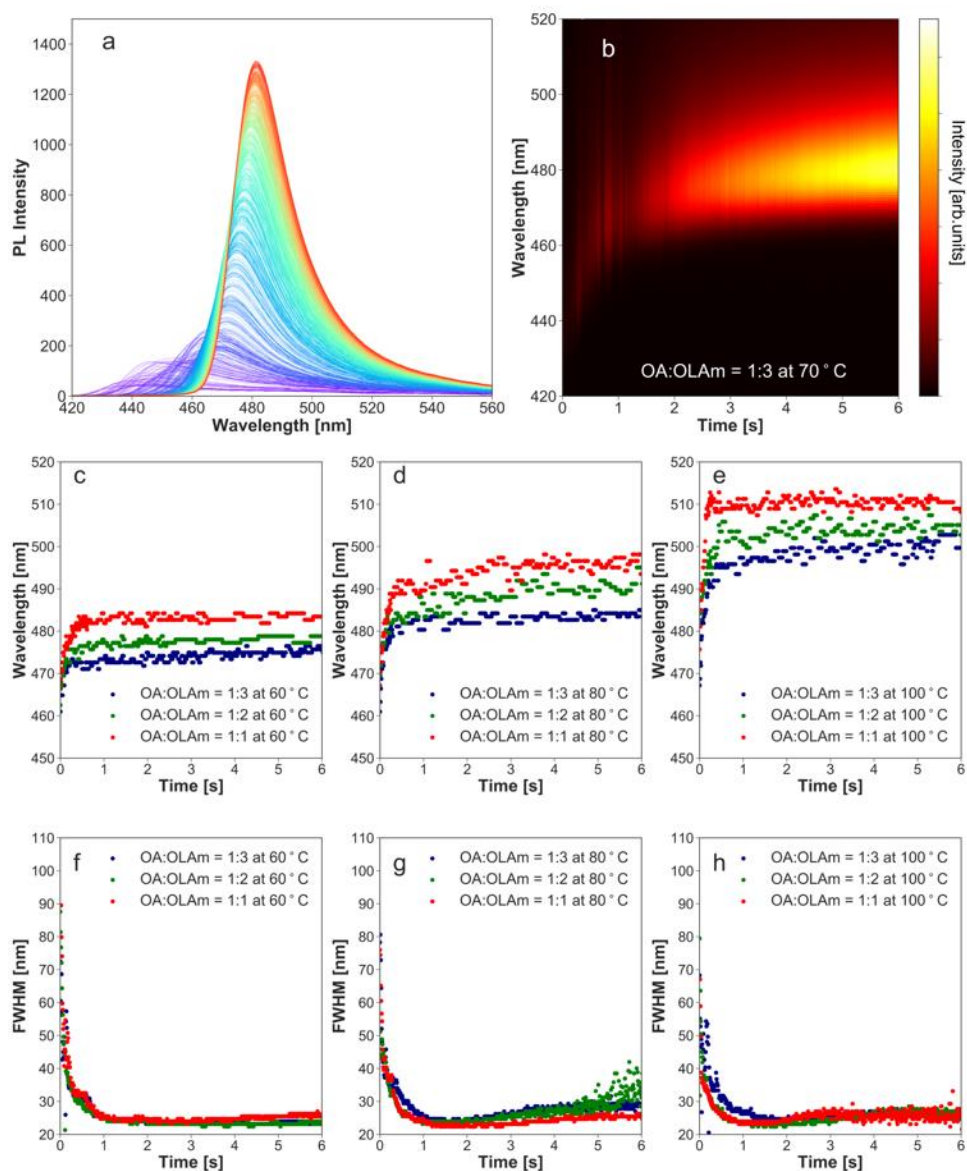 a
1400
1200
1000
800
600
400
200
0
PL Intensity
420 440 460 480 500 520 540 560
Wavelength [nm]
b
520
500
480
460
440
420
Wavelength [nm]
OA:OLAm = 1:3 at 70 °C
0 1 2 3 4 5 6
Time [s]
Intensity [arb.units]
c
520
510
500
490
480
470
460
450
Wavelength [nm]
OA:OLAm = 1:3 at 60 °C
OA:OLAm = 1:2 at 60 °C
OA:OLAm = 1:1 at 60 °C
0 1 2 3 4 5 6
Time [s]
d
520
510
500
490
480
470
460
450
Wavelength [nm]
OA:OLAm = 1:3 at 80 °C
OA:OLAm = 1:2 at 80 °C
OA:OLAm = 1:1 at 80 °C
0 1 2 3 4 5 6
Time [s]
e
520
510
500
490
480
470
460
450
Wavelength [nm]
OA:OLAm = 1:3 at 100 °C
OA:OLAm = 1:2 at 100 °C
OA:OLAm = 1:1 at 100 °C
0 1 2 3 4 5 6
Time [s]
f
110
100
90
80
70
60
50
40
30
20
FWHM [nm]
OA:OLAm = 1:3 at 60 °C
OA:OLAm = 1:2 at 60 °C
OA:OLAm = 1:1 at 60 °C
0 1 2 3 4 5 6
Time [s]
g
110
100
90
80
70
60
50
40
30
20
FWHM [nm]
OA:OLAm = 1:3 at 80 °C
OA:OLAm = 1:2 at 80 °C
OA:OLAm = 1:1 at 80 °C
0 1 2 3 4 5 6
Time [s]
h
110
100
90
80
70
60
50
40
30
20
FWHM [nm]
OA:OLAm = 1:3 at 100 °C
OA:OLAm = 1:2 at 100 °C
OA:OLAm = 1:1 at 100 °C
0 1 2 3 4 5 6
Time [s]